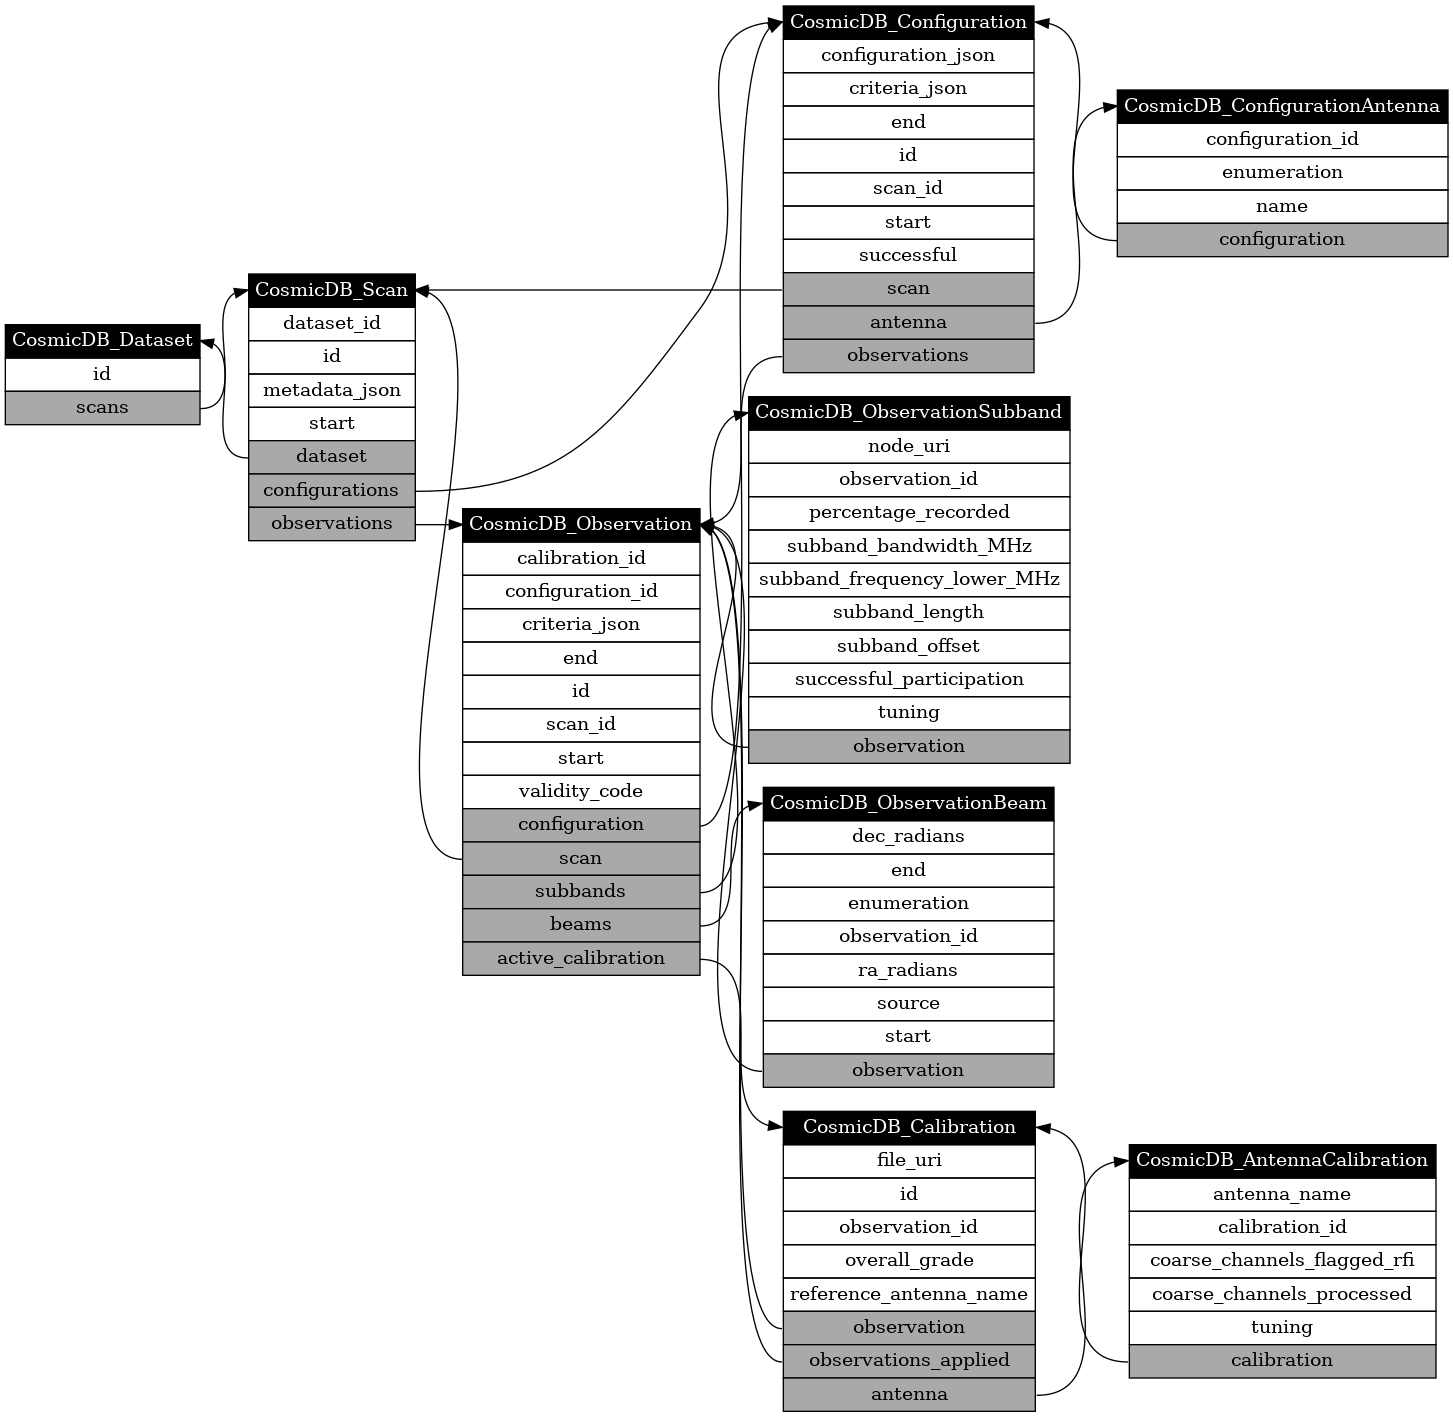 CosmicDB_Dataset
id
scans
CosmicDB_Scan
dataset_id
id
metadata_json
start
dataset
configurations
observations
CosmicDB_Observation
calibration_id
configuration_id
criteria_json
end
id
scan_id
start
validity_code
configuration
scan
subbands
beams
active_calibration
CosmicDB_Configuration
configuration_json
criteria_json
end
id
scan_id
start
successful
scan
antenna
observations
CosmicDB_ObservationSubband
node_uri
observation_id
percentage_recorded
subband_bandwidth_MHz
subband_frequency_lower_MHz
subband_length
subband_offset
successful_participation
tuning
observation
CosmicDB_ObservationBeam
dec_radians
end
enumeration
observation_id
ra_radians
source
start
observation
CosmicDB_Calibration
file_uri
id
observation_id
overall_grade
reference_antenna_name
observation
observations_applied
antenna
CosmicDB_ConfigurationAntenna
configuration_id
enumeration
name
configuration
CosmicDB_AntennaCalibration
antenna_name
calibration_id
coarse_channels_flagged_rfi
coarse_channels_processed
tuning
calibration